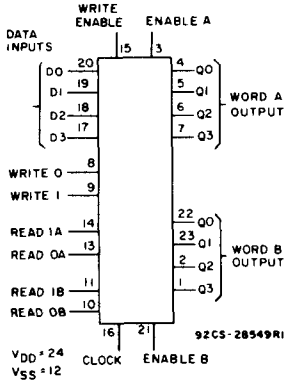 WRITE
ENABLE ENABLE A
DATA
INPUTS
15 3
D0 20
D1 19
D2 18
D3 17
4 Q0
5 Q1
6 Q2
7 Q3
WORD A
OUTPUT
WRITE 0 8
WRITE 1 9
READ 1A 14
READ 0A 13
READ 1B 11
READ 0B 10
22 Q0
23 Q1
2 Q2
1 Q3
WORD B
OUTPUT
16 21
92CS-28549R1
CLOCK ENABLE B
VDD = 24
VSS = 12